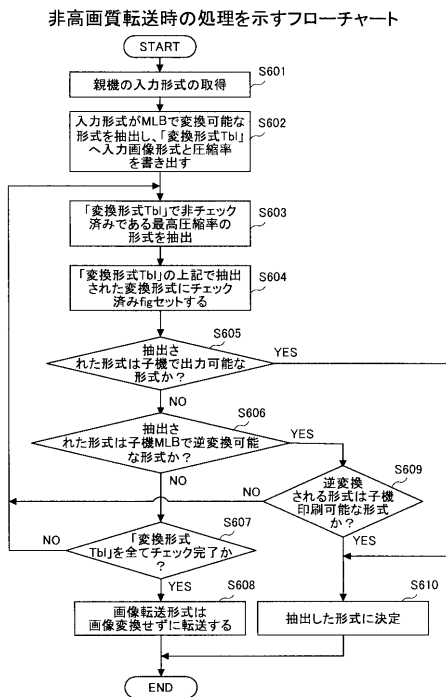 非高画質転送時の処理を示すフローチャート
START
S601
親機の入力形式の取得
S602
入力形式がMLBで変換可能な
形式を抽出し、「変換形式Tbl」
へ入力画像形式と圧縮率
を書き出す
S603
「変換形式Tbl」で非チェック
済みである最高圧縮率の
形式を抽出
S604
「変換形式Tbl」の上記で抽出
された変換形式にチェック
済みfigセットする
S605
抽出さ
れた形式は子機で出力可能な
形式か?
YES
NO
S606
抽出さ
れた形式は子機MLBで逆変換可能
な形式か?
YES
NO
S609
逆変換
される形式は子機
印刷可能な形式
か?
NO
YES
S607
「変換形式
Tbl」を全てチェック完了か
?
NO
YES
S608
画像転送形式は
画像変換せずに転送する
S610
抽出した形式に決定
END